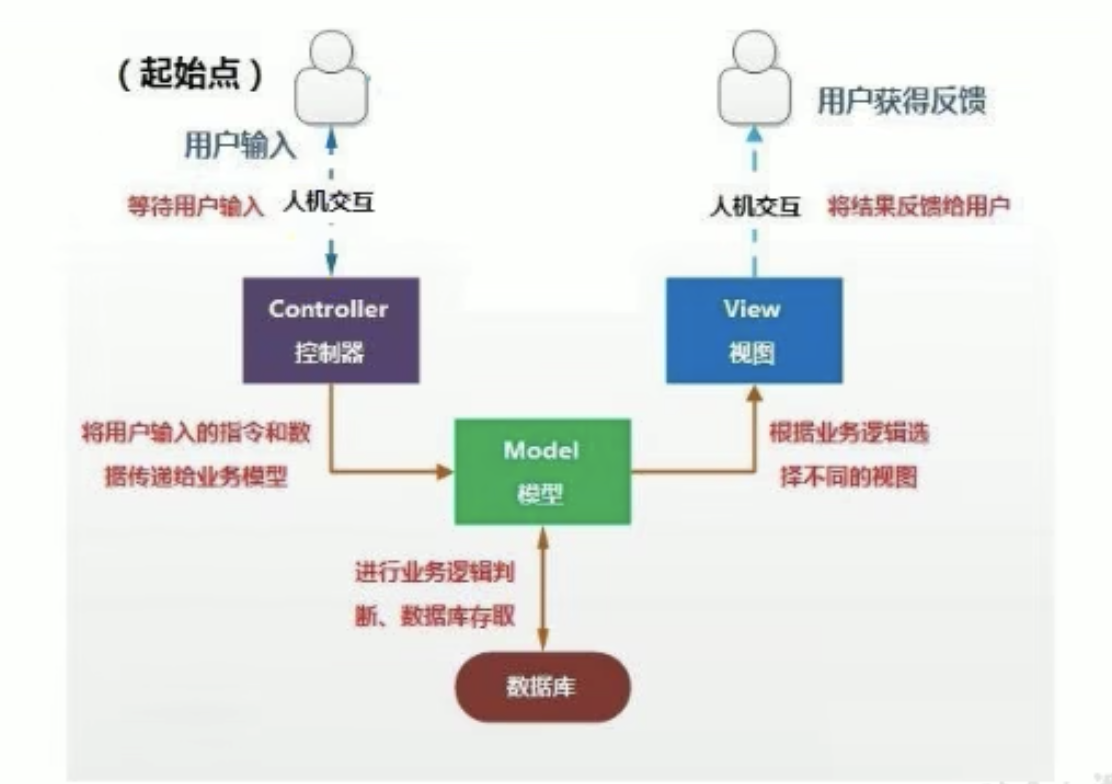 （起始点）
用户输入
等待用户输入
人机交互
用户获得反馈
人机交互
将结果反馈给用户
Controller
控制器
View
视图
将用户输入的指令和数
据传递给业务模型
Model
模型
根据业务逻辑选
择不同的视图
进行业务逻辑判
断、数据库存取
数据库